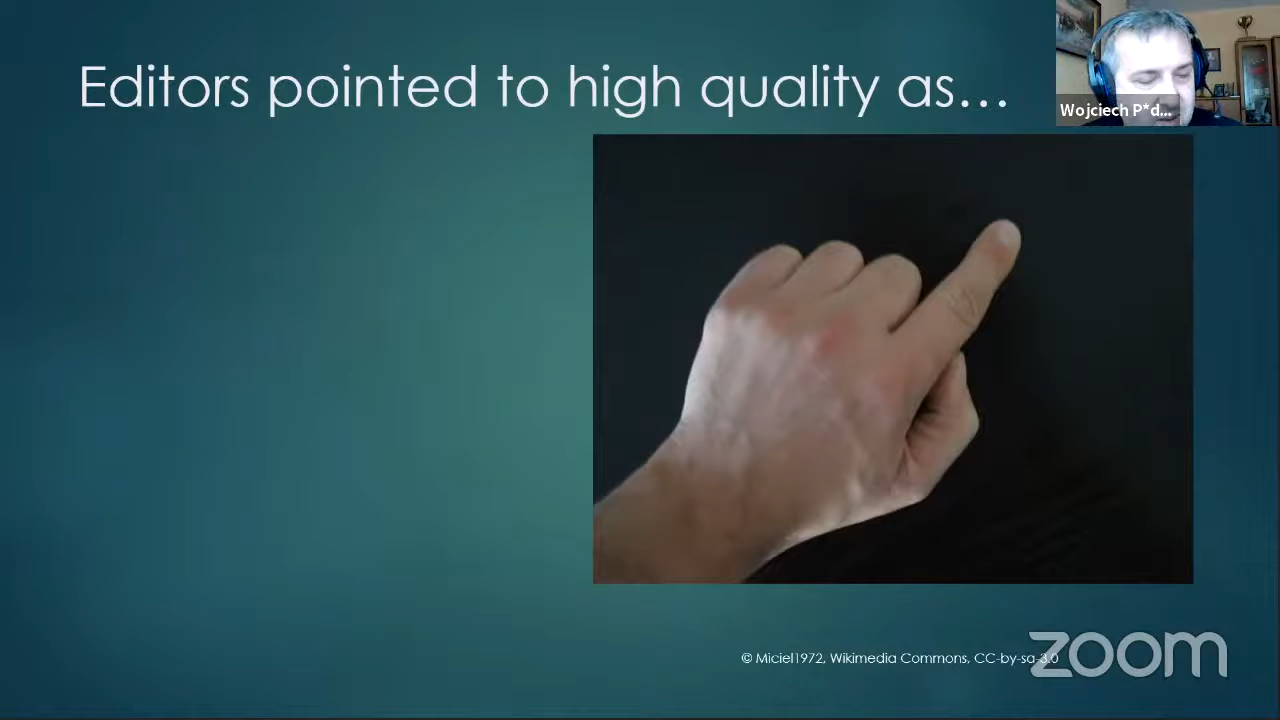 Editors pointed to high quality as…
Wojciech P*d...
© Miciel1972, Wikimedia Commons, CC-by-sa-3.0
zoom